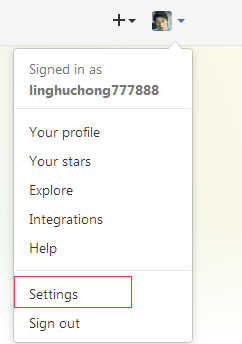 Signed in as
linghuchong777888
Your profile
Your stars
Explore
Integrations
Help
Settings
Sign out